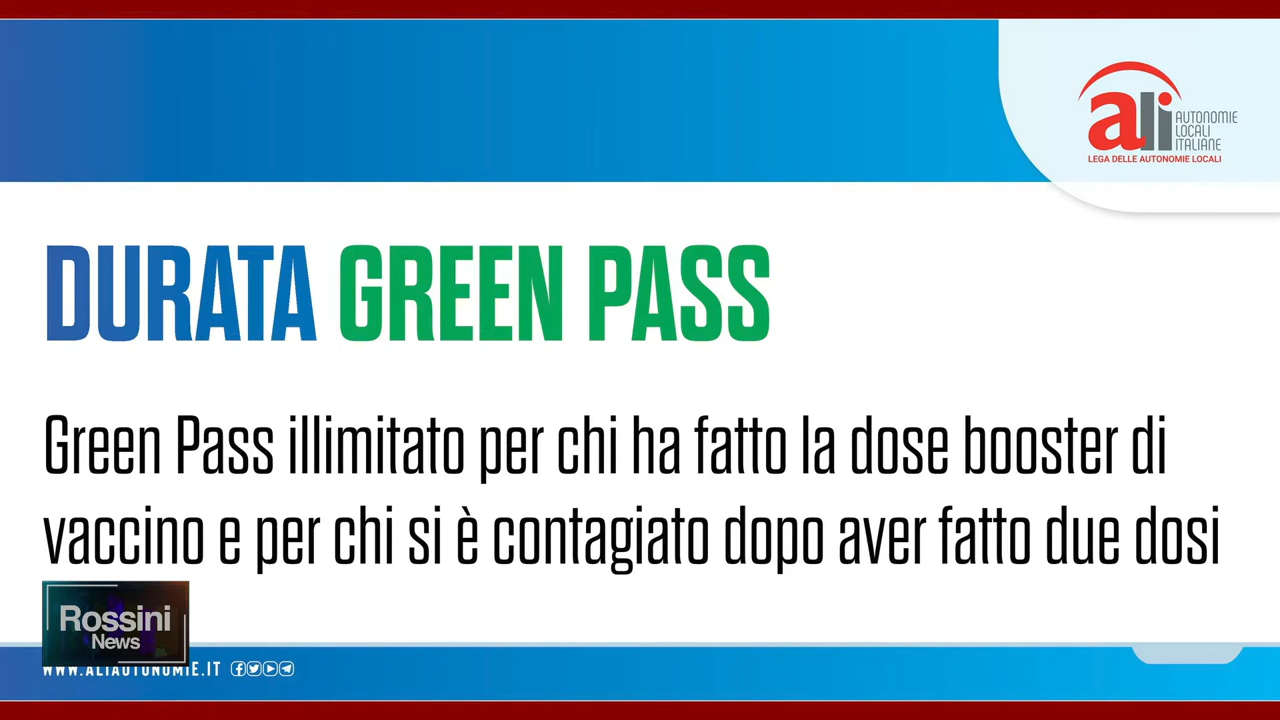 ali AUTONOMIE
LOCALI
ITALIANE
LEGA DELLE AUTONOMIE LOCALI
DURATA GREEN PASS
Green Pass illimitato per chi ha fatto la dose booster di
vaccino e per chi si è contagiato dopo aver fatto due dosi
Rossini
News
WWW.ALIAUTONOMIE.IT